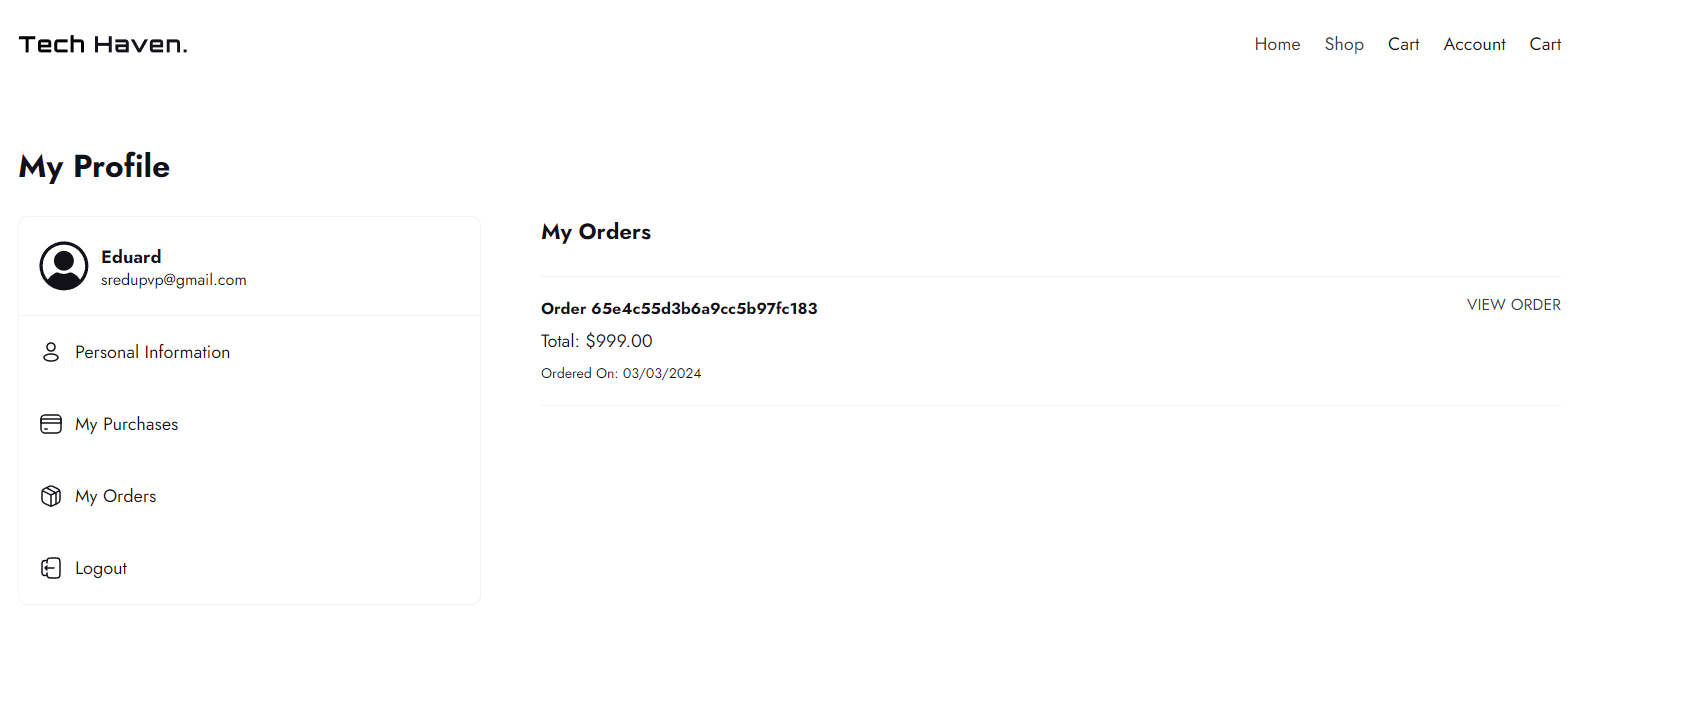 Tech Haven.
Home Shop Cart Account Cart
My Profile
Eduard
sredupvp@gmail.com
Personal Information
My Purchases
My Orders
Logout
My Orders
Order 65e4c55d3b6a9cc5b97fc183
VIEW ORDER
Total: $999.00
Ordered On: 03/03/2024